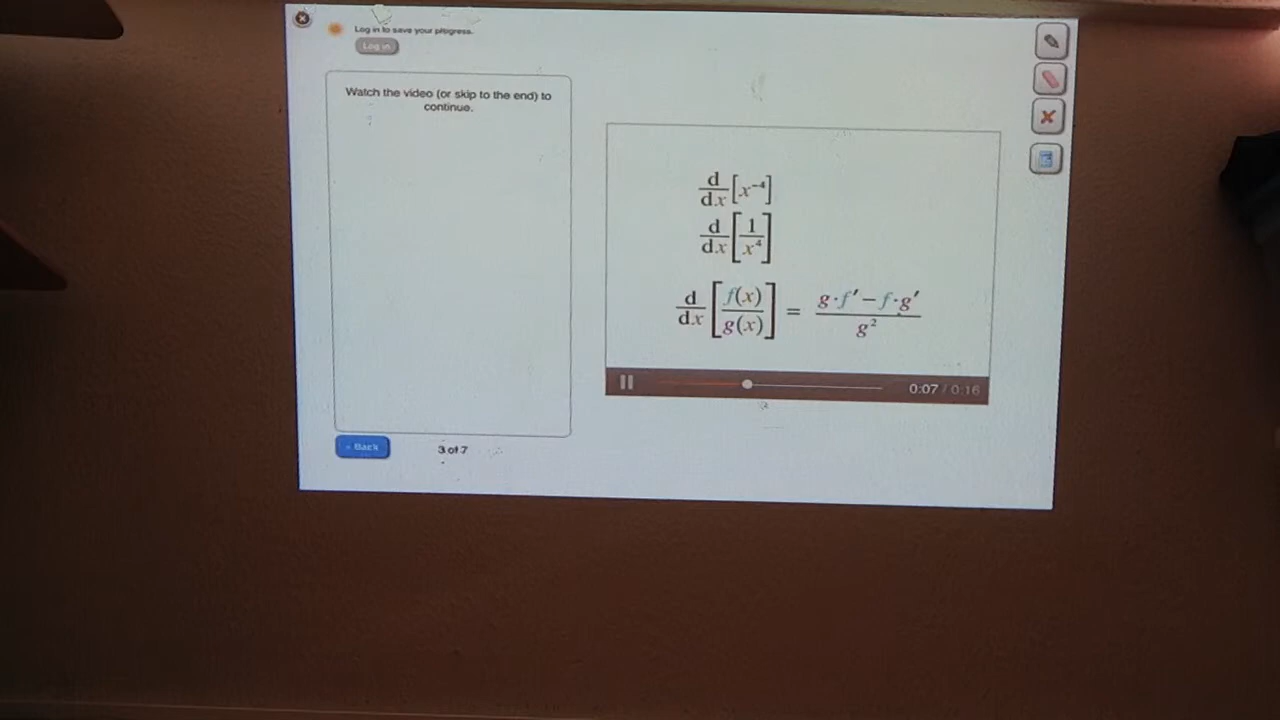 Log in to save your progress.
Log in
Watch the video (or skip to the end) to
continue.
d/dx [x⁻⁴]
d/dx [1/x⁴]
d/dx [f(x)/g(x)] = (g·f′ − f·g′)/g²
0:07 / 0:16
Back
3 of 7